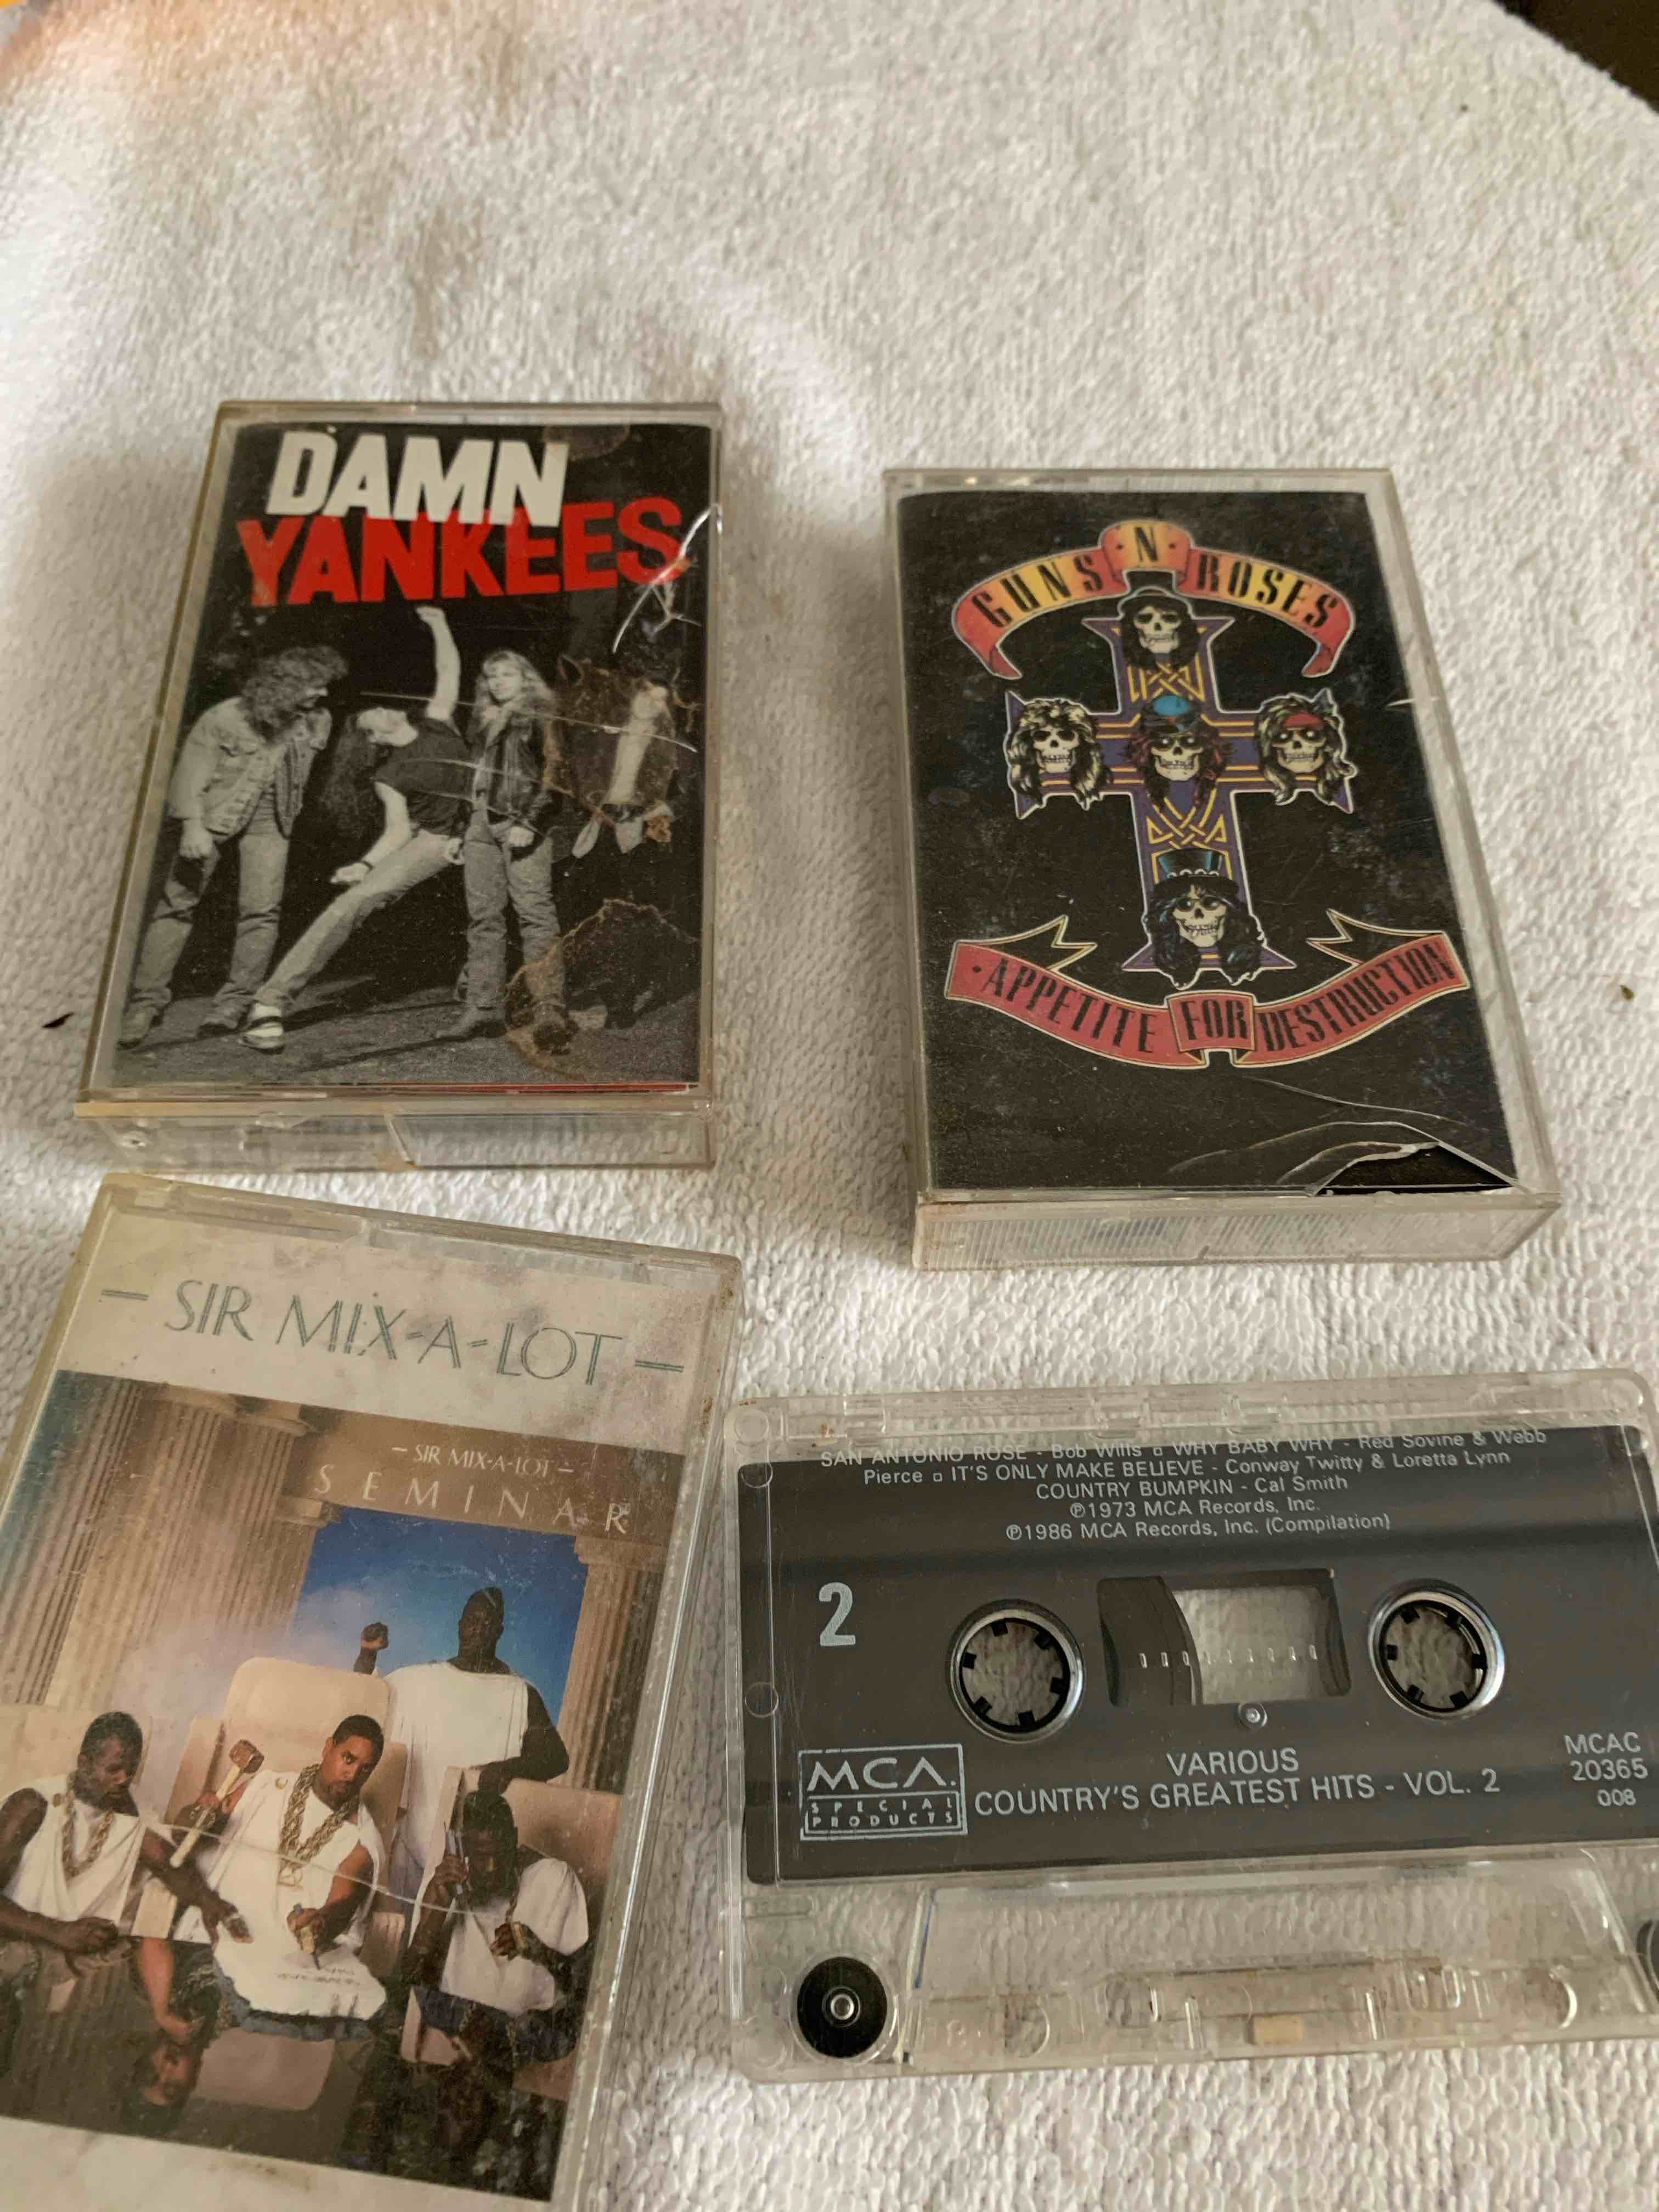 DAMN
YANKEES
GUNS N ROSES
·APPETITE FOR DESTRUCTION
— SIR MIX-A-LOT —
— SIR MIX-A-LOT —
SEMINAR
SAN ANTONIO ROSE - Bob Wills ▫ WHY BABY WHY - Red Sovine & Webb
Pierce ▫ IT'S ONLY MAKE BELIEVE - Conway Twitty & Loretta Lynn
COUNTRY BUMPKIN - Cal Smith
℗1973 MCA Records, Inc.
℗1986 MCA Records, Inc. (Compilation)
2
MCA.
SPECIAL
PRODUCTS
VARIOUS
COUNTRY'S GREATEST HITS - VOL. 2
MCAC
20365
008